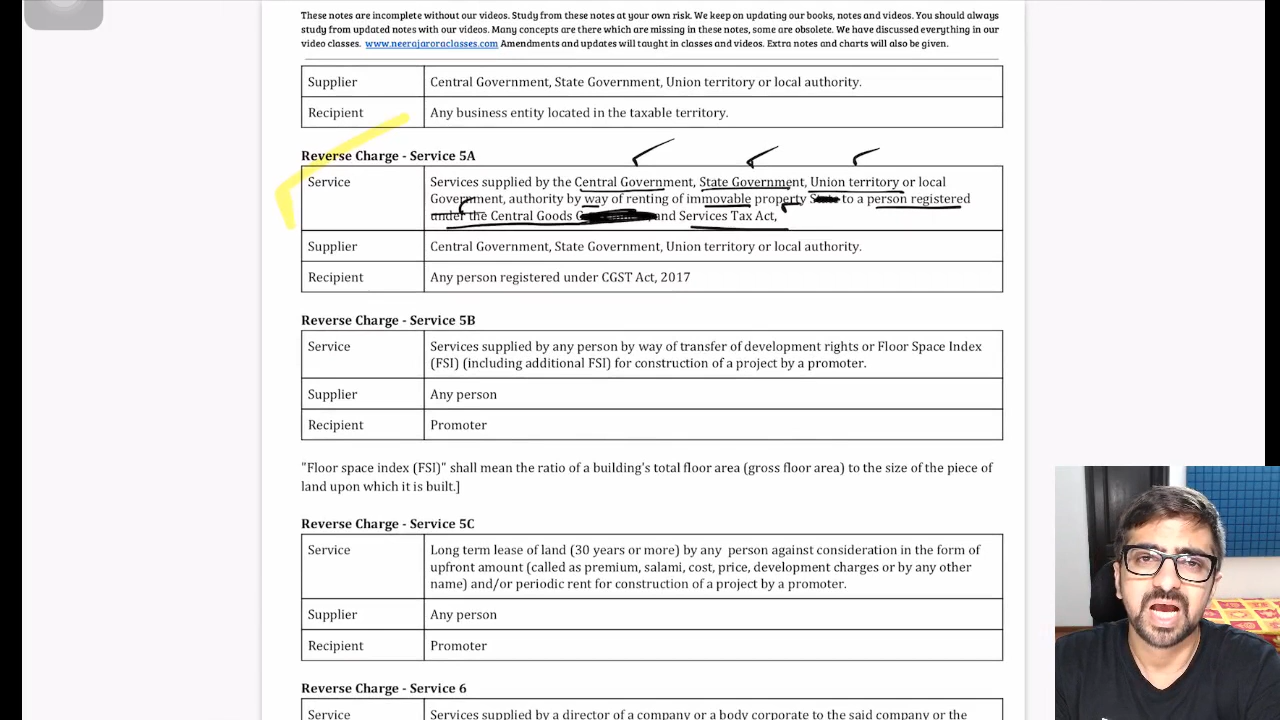 These notes are incomplete without our videos. Study from these notes at your own risk. We keep on updating our books, notes and videos. You should always
study from updated notes with our videos. Many concepts are there which are missing in these notes, some are obsolete. We have discussed everything in our
video classes. www.neerajaroraclasses.com Amendments and updates will taught in classes and videos. Extra notes and charts will also be given.
Supplier Central Government, State Government, Union territory or local authority.
Recipient Any business entity located in the taxable territory.
Reverse Charge - Service 5A
Service Services supplied by the Central Government, State Government, Union territory or local
Government, authority by way of renting of immovable property to a person registered
under the Central Goods and Services Tax Act,
Supplier Central Government, State Government, Union territory or local authority.
Recipient Any person registered under CGST Act, 2017
Reverse Charge - Service 5B
Service Services supplied by any person by way of transfer of development rights or Floor Space Index
(FSI) (including additional FSI) for construction of a project by a promoter.
Supplier Any person
Recipient Promoter
"Floor space index (FSI)" shall mean the ratio of a building's total floor area (gross floor area) to the size of the piece of
land upon which it is built.]
Reverse Charge - Service 5C
Service Long term lease of land (30 years or more) by any person against consideration in the form of
upfront amount (called as premium, salami, cost, price, development charges or by any other
name) and/or periodic rent for construction of a project by a promoter.
Supplier Any person
Recipient Promoter
Reverse Charge - Service 6
Service Services supplied by a director of a company or a body corporate to the said company or the